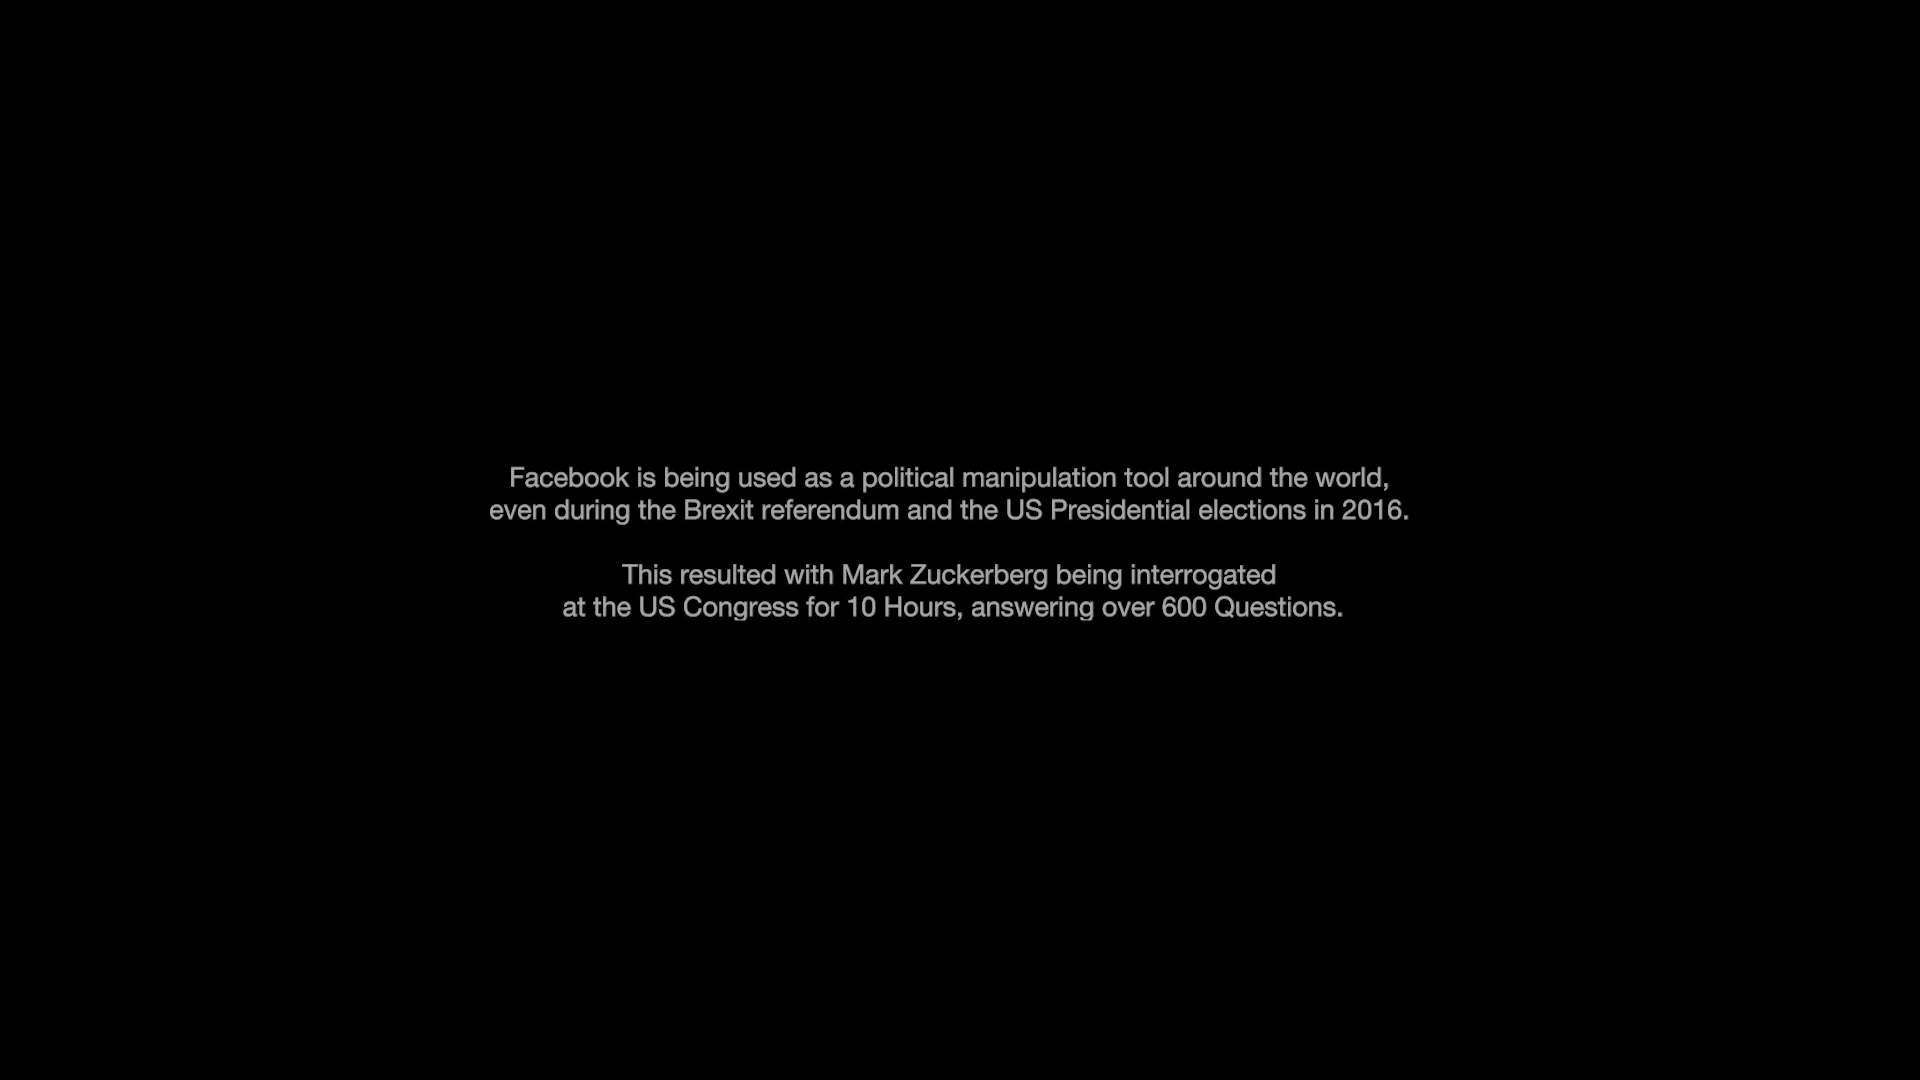 Facebook is being used as a political manipulation tool around the world,
even during the Brexit referendum and the US Presidential elections in 2016.
This resulted with Mark Zuckerberg being interrogated
at the US Congress for 10 Hours, answering over 600 Questions.